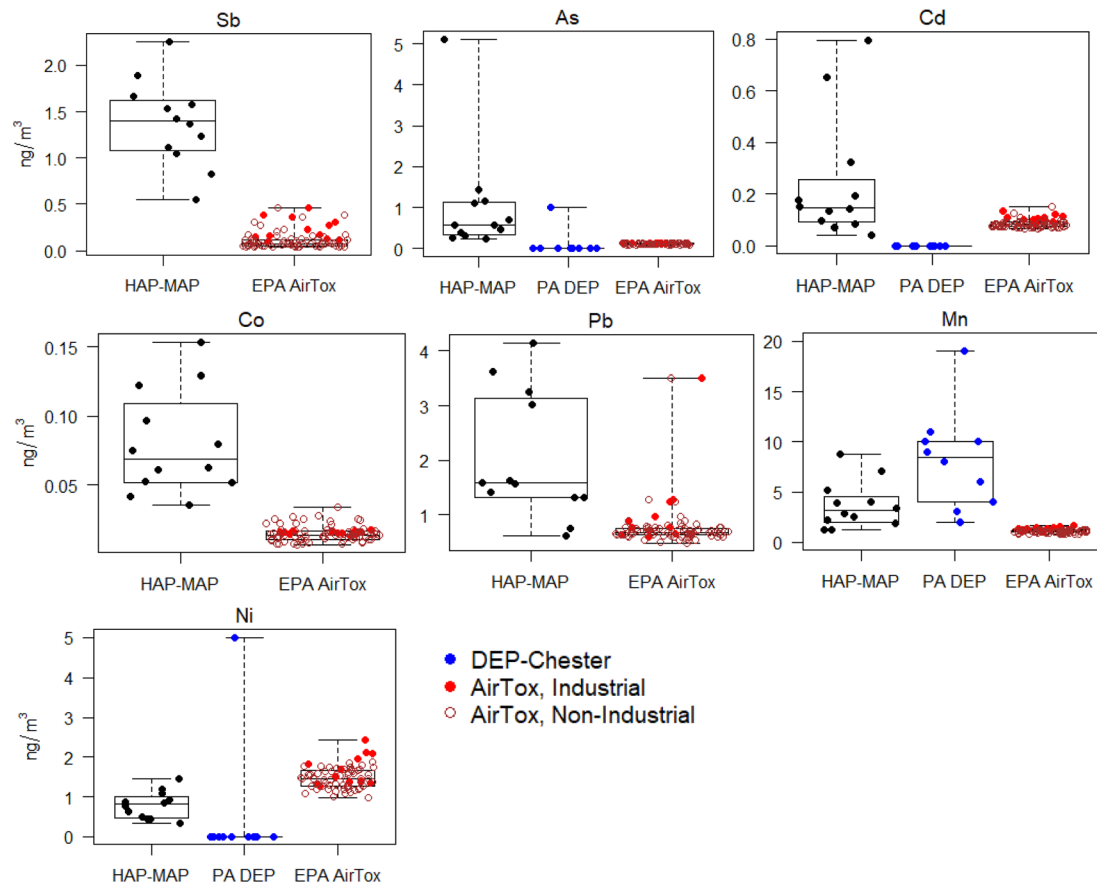 Sb
As
Cd
ng/m³
2.0
1.5
1.0
0.5
0.0
HAP-MAP
EPA AirTox
5
4
3
2
1
0
HAP-MAP
PA DEP
EPA AirTox
0.8
0.6
0.4
0.2
0.0
HAP-MAP
PA DEP
EPA AirTox
Co
Pb
Mn
ng/m³
0.15
0.10
0.05
HAP-MAP
EPA AirTox
4
3
2
1
HAP-MAP
EPA AirTox
20
15
10
5
0
HAP-MAP
PA DEP
EPA AirTox
Ni
ng/m³
5
4
3
2
1
0
HAP-MAP
PA DEP
EPA AirTox
DEP-Chester
AirTox, Industrial
AirTox, Non-Industrial